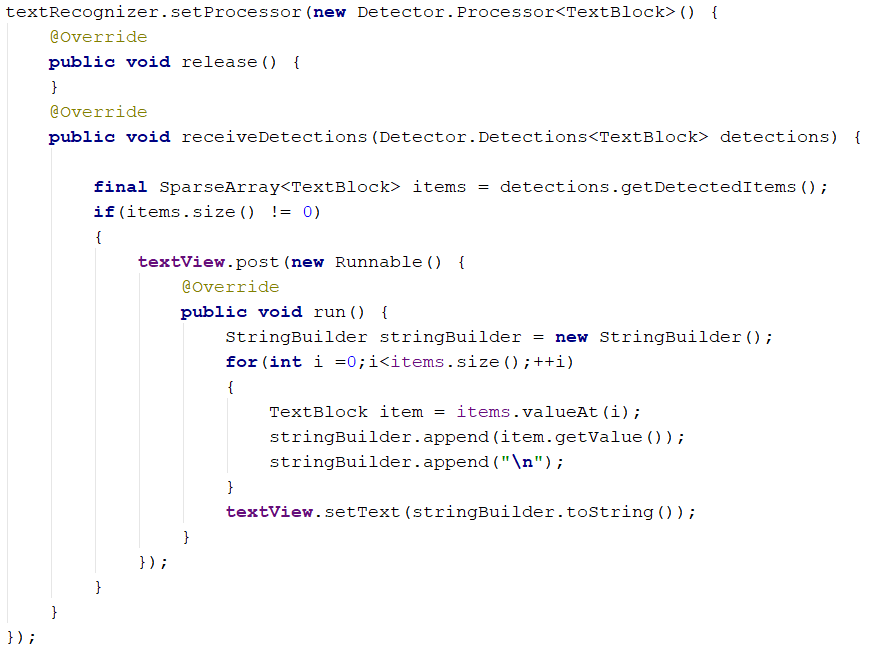 textRecognizer.setProcessor(new Detector.Processor<TextBlock>() {
    @Override
    public void release() {
    }
    @Override
    public void receiveDetections(Detector.Detections<TextBlock> detections) {

        final SparseArray<TextBlock> items = detections.getDetectedItems();
        if(items.size() != 0)
        {
            textView.post(new Runnable() {
                @Override
                public void run() {
                    StringBuilder stringBuilder = new StringBuilder();
                    for(int i =0;i<items.size();++i)
                    {
                        TextBlock item = items.valueAt(i);
                        stringBuilder.append(item.getValue());
                        stringBuilder.append("\n");
                    }
                    textView.setText(stringBuilder.toString());
                }
            });
        }
    }
});